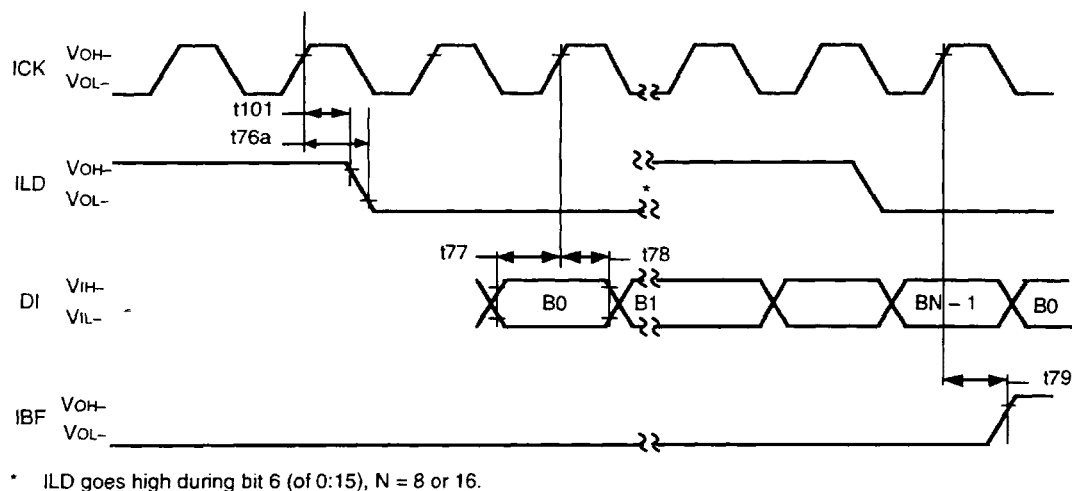 ICK
VOH–
VOL–
t101
t76a
ILD
VOH–
VOL–
*
t77
t78
DI
VIH–
VIL–
B0
B1
BN – 1
B0
t79
IBF
VOH–
VOL–
* ILD goes high during bit 6 (of 0:15), N = 8 or 16.